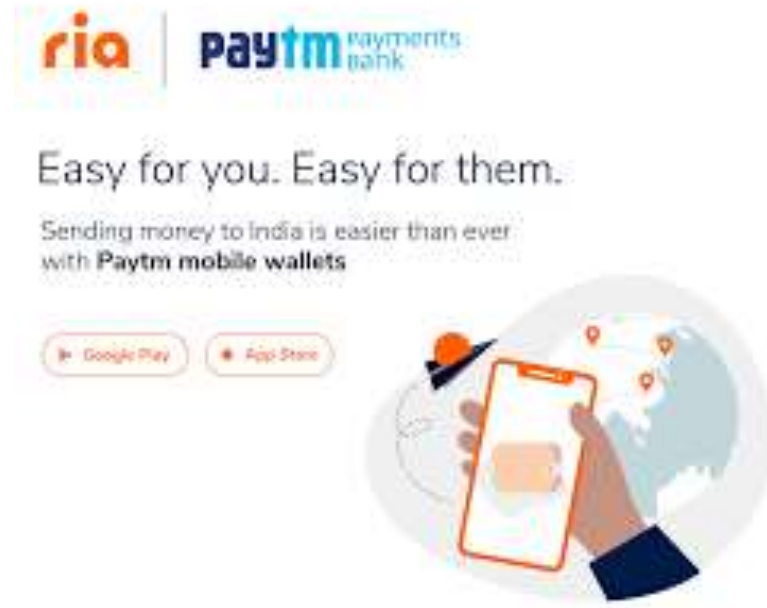 ria
paytm payments bank
Easy for you. Easy for them.
Sending money to India is easier than ever
with Paytm mobile wallets
Google Play
App Store